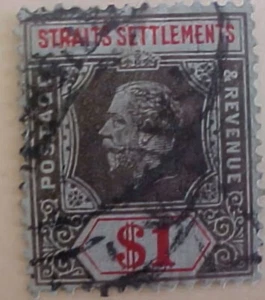 STRAITS SETTLEMENTS
POSTAGE
& REVENUE
$1